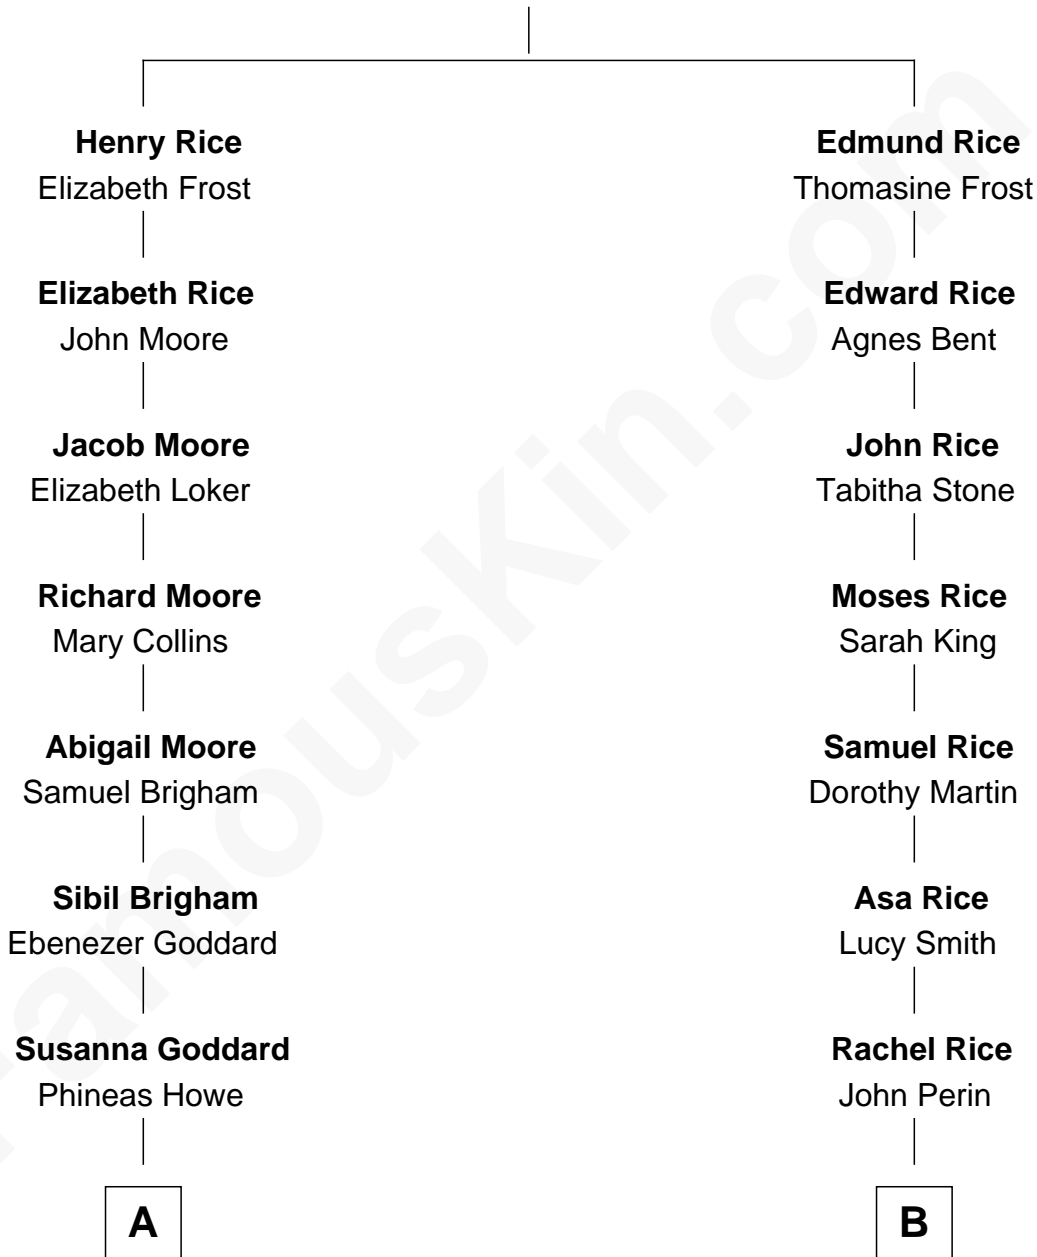 Henry Rice
Elizabeth Frost
Elizabeth Rice
John Moore
Jacob Moore
Elizabeth Loker
Richard Moore
Mary Collins
Abigail Moore
Samuel Brigham
Sibil Brigham
Ebenezer Goddard
Susanna Goddard
Phineas Howe
A
Edmund Rice
Thomasine Frost
Edward Rice
Agnes Bent
John Rice
Tabitha Stone
Moses Rice
Sarah King
Samuel Rice
Dorothy Martin
Asa Rice
Lucy Smith
Rachel Rice
John Perin
B
FamousKin.com